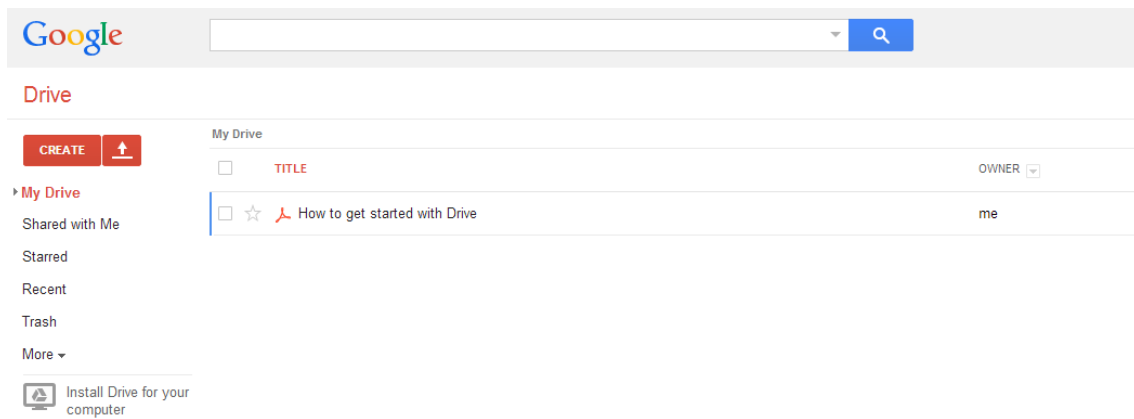 Google
Drive
CREATE
My Drive
Shared with Me
Starred
Recent
Trash
More
Install Drive for your
computer
My Drive
TITLE OWNER
How to get started with Drive me